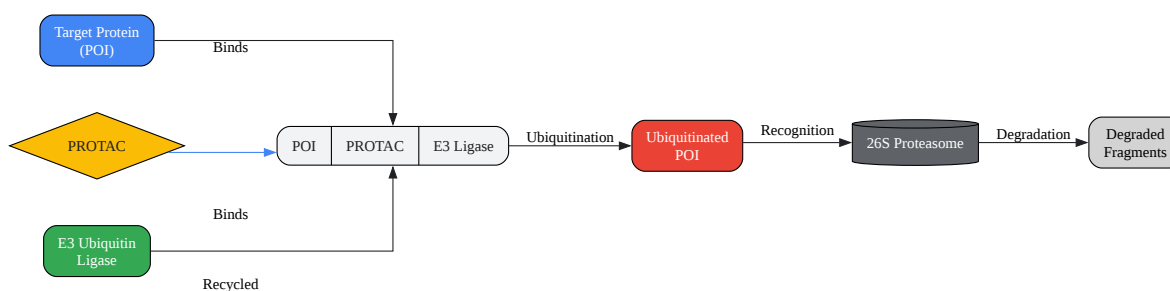 Target Protein
(POI)
Binds
PROTAC
POI
PROTAC
E3 Ligase
Ubiquitination
Ubiquitinated
POI
Recognition
26S Proteasome
Degradation
Degraded
Fragments
Binds
E3 Ubiquitin
Ligase
Recycled